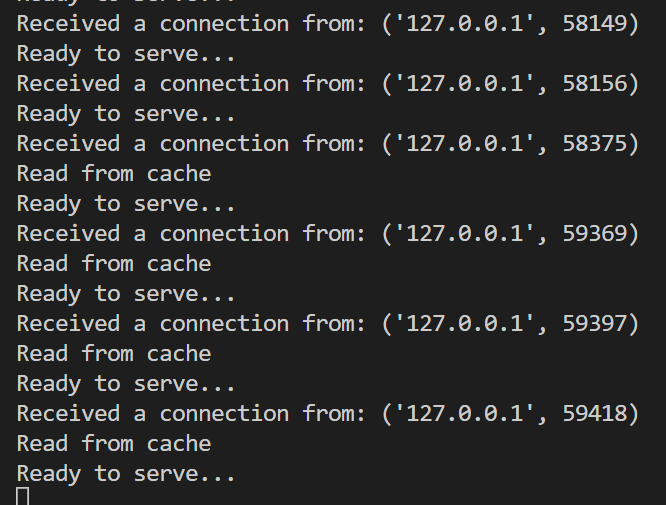 Ready to serve...
Received a connection from: ('127.0.0.1', 58149)
Ready to serve...
Received a connection from: ('127.0.0.1', 58156)
Ready to serve...
Received a connection from: ('127.0.0.1', 58375)
Read from cache
Ready to serve...
Received a connection from: ('127.0.0.1', 59369)
Read from cache
Ready to serve...
Received a connection from: ('127.0.0.1', 59397)
Read from cache
Ready to serve...
Received a connection from: ('127.0.0.1', 59418)
Read from cache
Ready to serve...